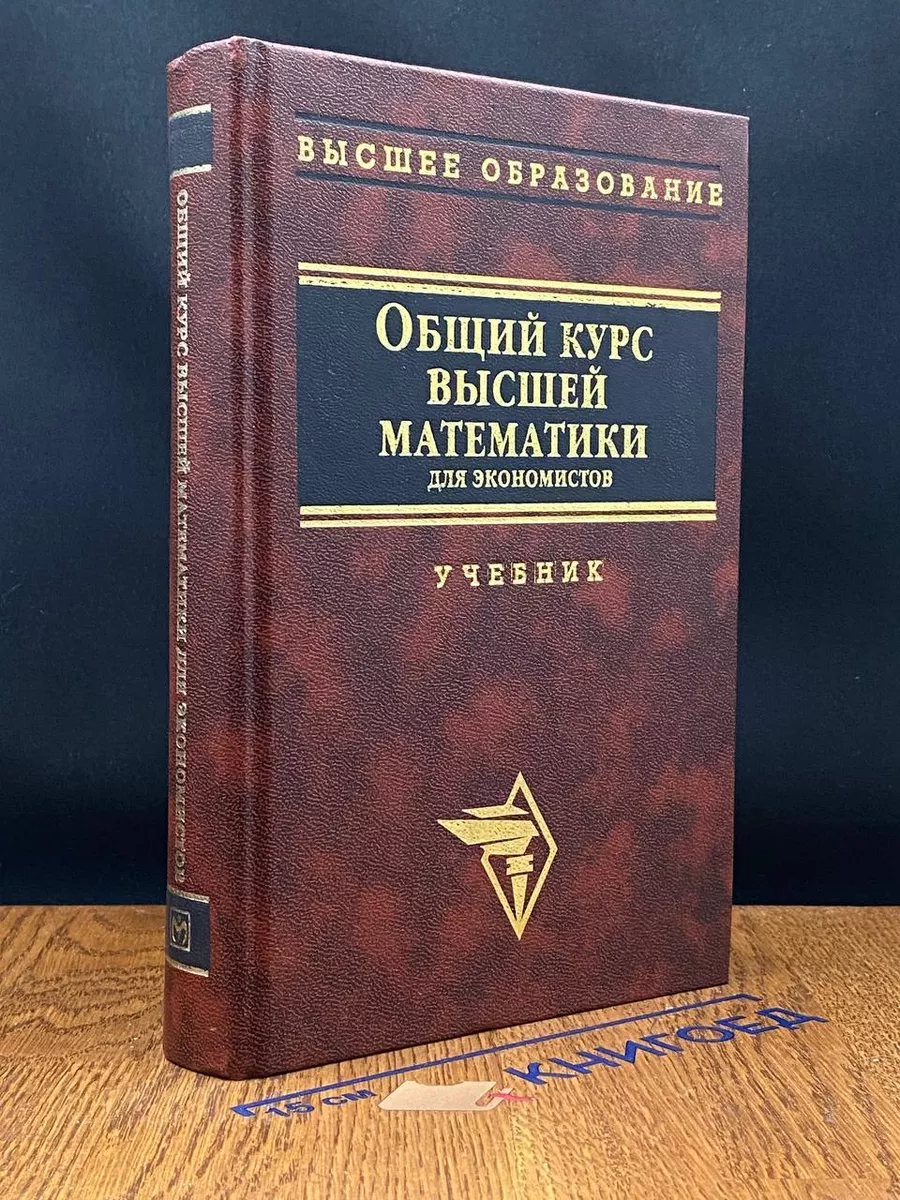 ВЫСШЕЕ ОБРАЗОВАНИЕ
ОБЩИЙ КУРС
ВЫСШЕЙ
МАТЕМАТИКИ
ДЛЯ ЭКОНОМИСТОВ
УЧЕБНИК
ОБЩИЙ КУРС ВЫСШЕЙ МАТЕМАТИКИ ДЛЯ ЭКОНОМИСТОВ
15 СМ
КНИГОЕД